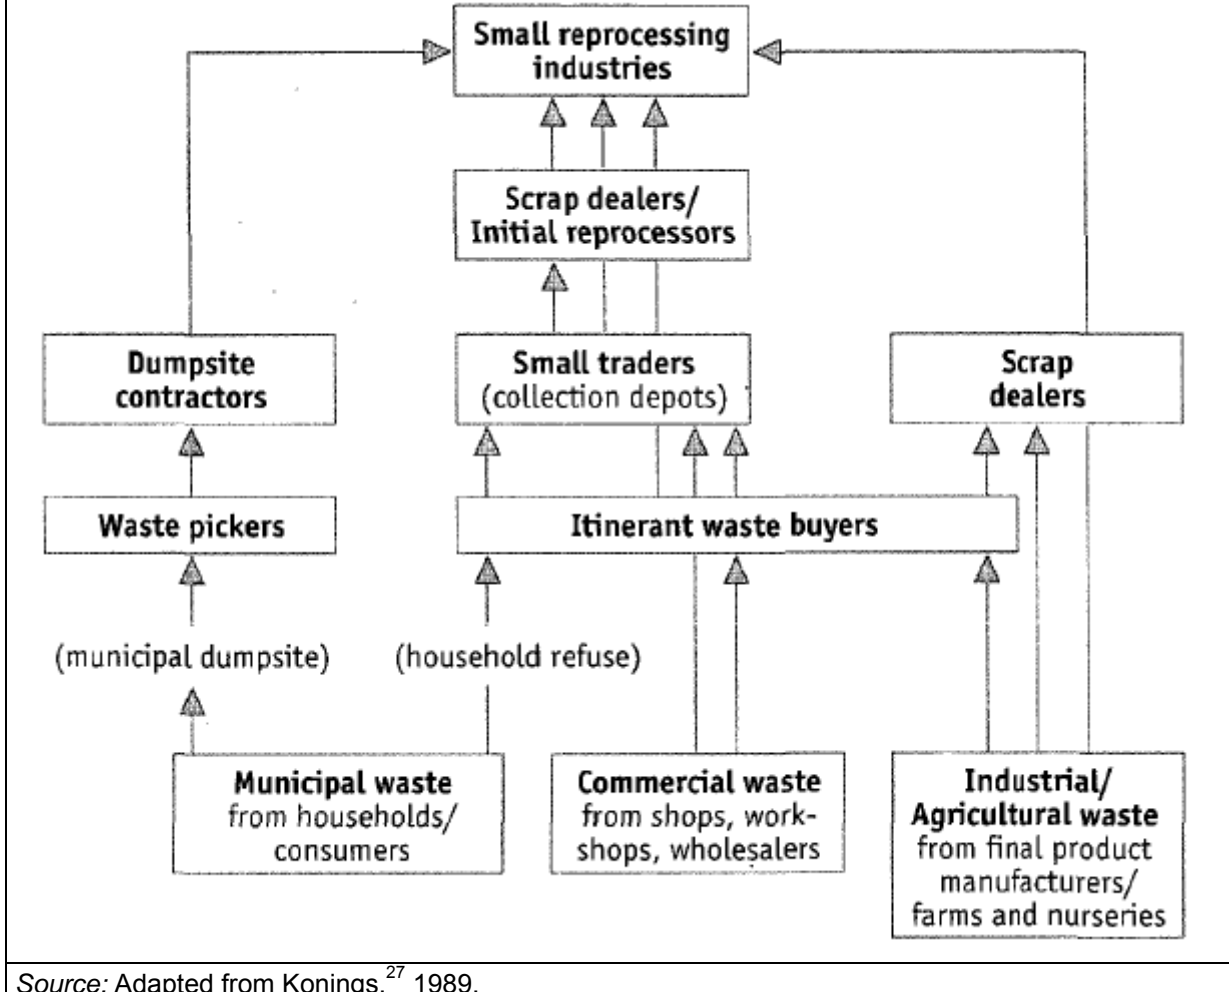 Small reprocessing
industries
Scrap dealers/
Initial reprocessors
Dumpsite
contractors
Small traders
(collection depots)
Scrap
dealers
Waste pickers
Itinerant waste buyers
(municipal dumpsite)
(household refuse)
Municipal waste
from households/
consumers
Commercial waste
from shops, work-
shops, wholesalers
Industrial/
Agricultural waste
from final product
manufacturers/
farms and nurseries
Source: Adapted from Konings,27 1989.